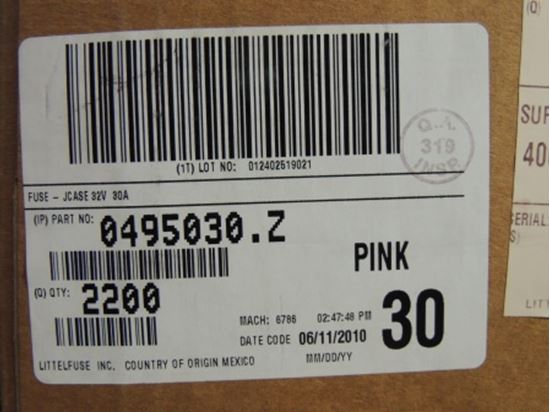 (1T) LOT NO: 012402519021
Q.A.
319
INSP.
FUSE - JCASE 32V 30A
(IP) PART NO: 0495030.Z
PINK
(Q) QTY: 2200
30
MACH: 6786 02:47:48 PM
DATE CODE 06/11/2010
MM/DD/YY
LITTELFUSE INC. COUNTRY OF ORIGIN MEXICO
(Q)
SUP
40
SERIAL
S)
LITT